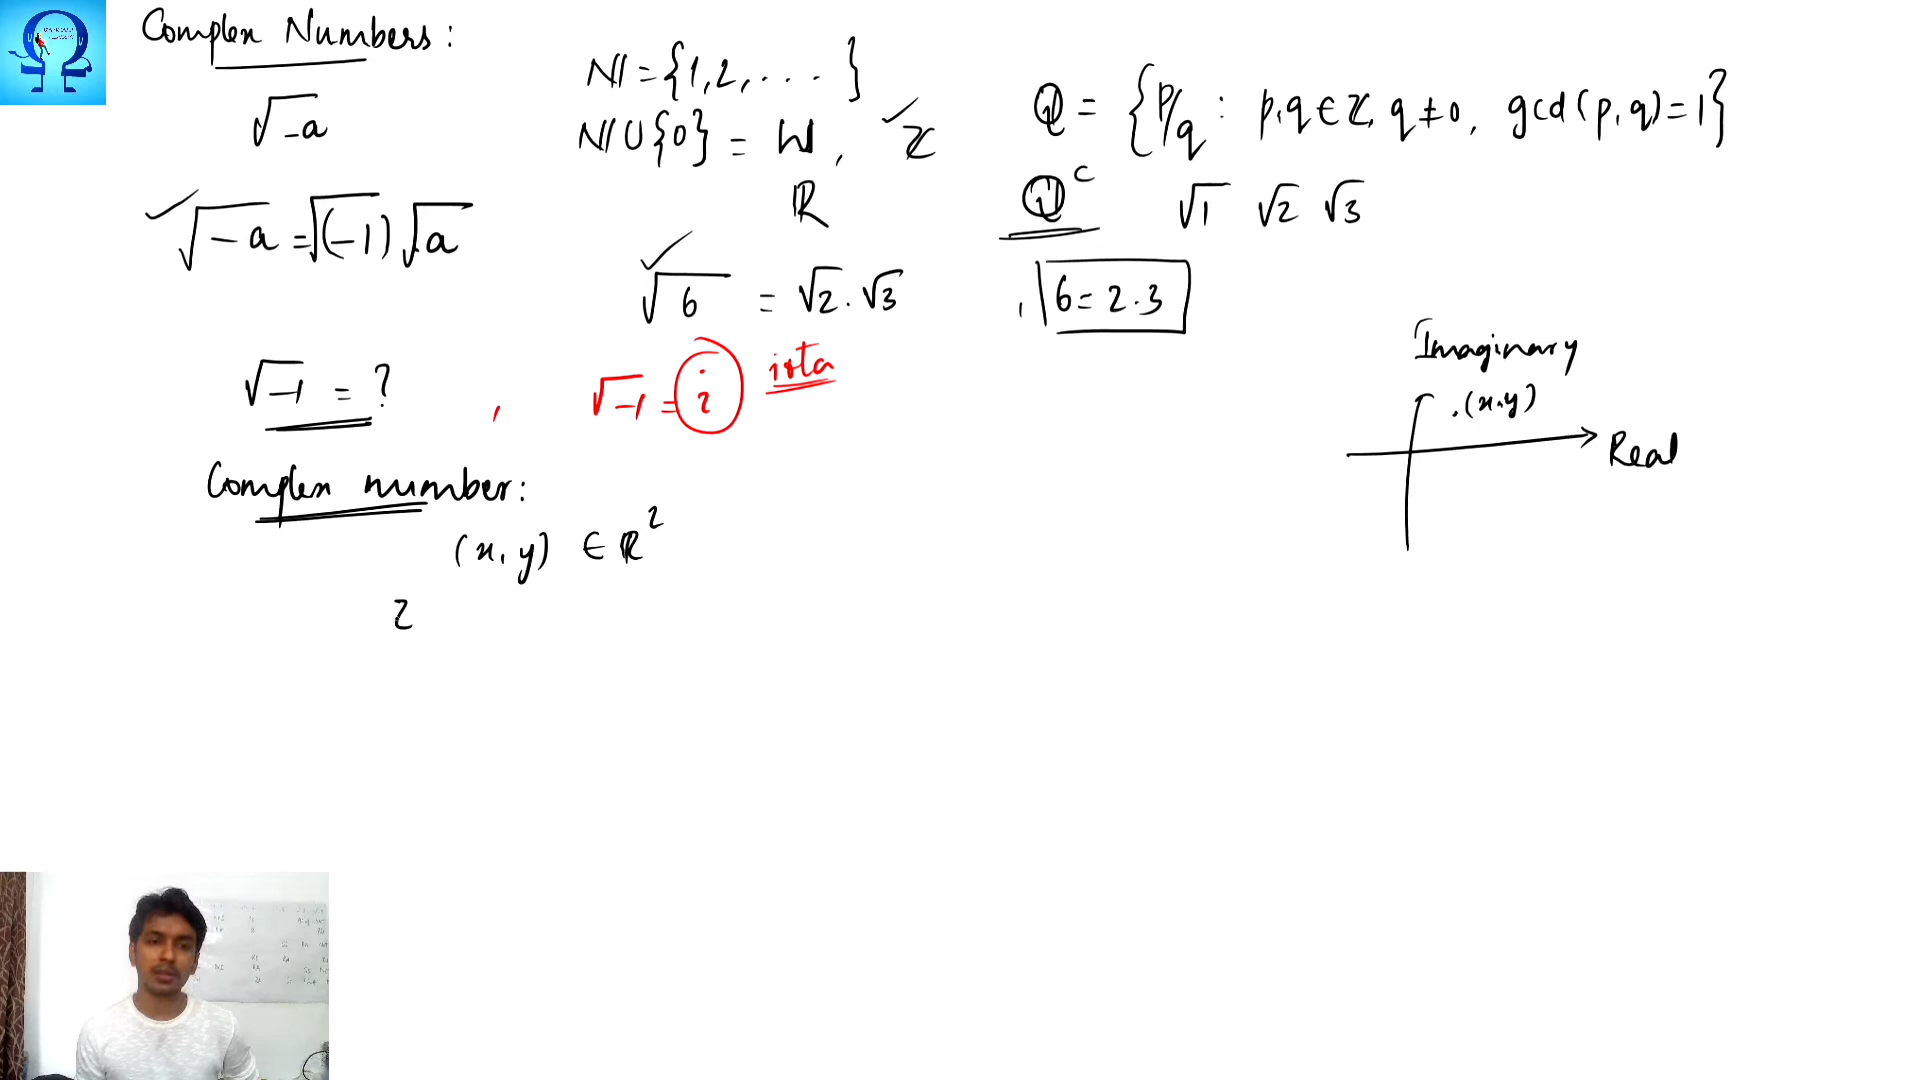 Complex Numbers:
√-a
√-a = √(-1) √a
√-1 = ?
N = {1, 2, ....}
N ∪ {0} = W, ℤ
ℝ
√6 = √2 . √3
, √-1 = i iota
ℚ = {p/q : p, q ∈ ℤ, q ≠ 0, gcd(p, q) = 1}
ℚᶜ √1 √2 √3
, 6 = 2 . 3
Imaginary
.(x, y)
Real
Complex number:
(x, y) ∈ ℝ²
z